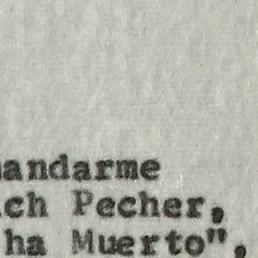 andarme
ch Pecher,
ha Muerto",